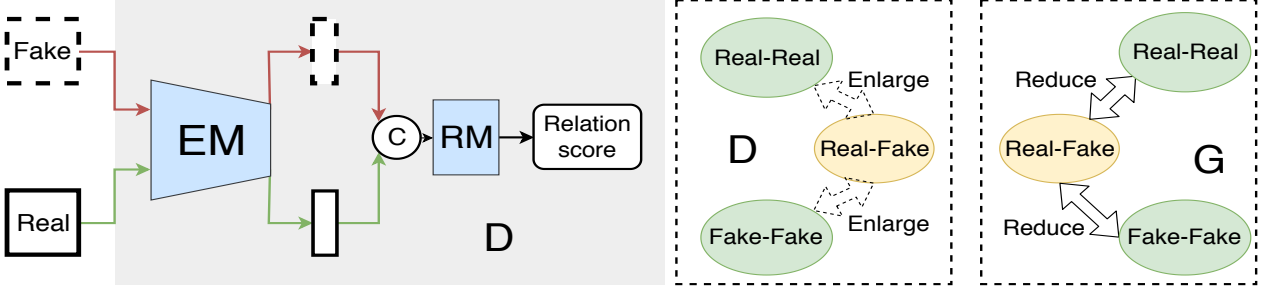 Fake
Real
EM
C
RM
Relation
score
D
Real-Real
Enlarge
D
Real-Fake
Enlarge
Fake-Fake
Real-Real
Reduce
Real-Fake
G
Reduce
Fake-Fake